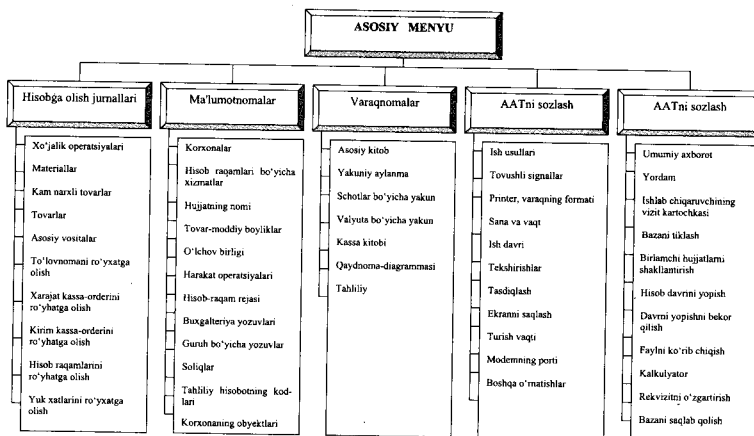 ASOSIY MENYU
Hisobga olish jurnallari
Xo'jalik operatsiyalari
Materiallar
Kam narxli tovarlar
Tovarlar
Asosiy vositalar
To'lovnomani ro'yxatga
olish
Xarajat kassa-orderini
ro'yhatga olish
Kirim kassa-orderini
ro'yhatga olish
Hisob raqamlarini
ro'yhatga olish
Yuk xatlarini ro'yxatga
olish
Ma'lumotnomalar
Korxonalar
Hisob raqamlari bo'yicha
xizmatlar
Hujjatning nomi
Tovar-moddiy boyliklar
O'lchov birligi
Harakat operatsiyalari
Hisob-raqam rejasi
Buxgalteriya yozuvlari
Guruh bo'yicha yozuvlar
Soliqlar
Tahliliy hisobotning kod-
lari
Korxonaning obyektlari
Varaqnomalar
Asosiy kitob
Yakuniy aylanma
Schotlar bo'yicha yakun
Valyuta bo'yicha yakun
Kassa kitobi
Qaydnoma-diagrammasi
Tahliliy
AATni sozlash
Ish usullari
Tovushli signallar
Printer, varaqning formati
Sana va vaqt
Ish davri
Tekshirishlar
Tasdiqlash
Ekranni saqlash
Turish vaqti
Modemning porti
Boshqa o'rnatishlar
AATni sozlash
Umumiy axborot
Yordam
Ishlab chiqaruvchining
vizit kartochkasi
Bazani tiklash
Birlamchi hujjatlarni
shakllantirish
Hisob davrini yopish
Davrni yopishni bekor
qilish
Faylni ko'rib chiqish
Kalkulyator
Rekvizitni o'zgartirish
Bazani saqlab qolish